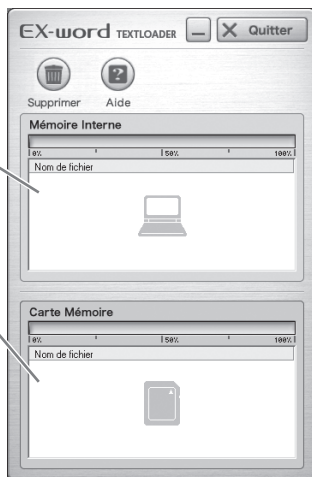 EX-word TEXTLOADER Quitter
Supprimer Aide
Mémoire Interne
0% 50% 100%
Nom de fichier
Carte Mémoire
0% 50% 100%
Nom de fichier